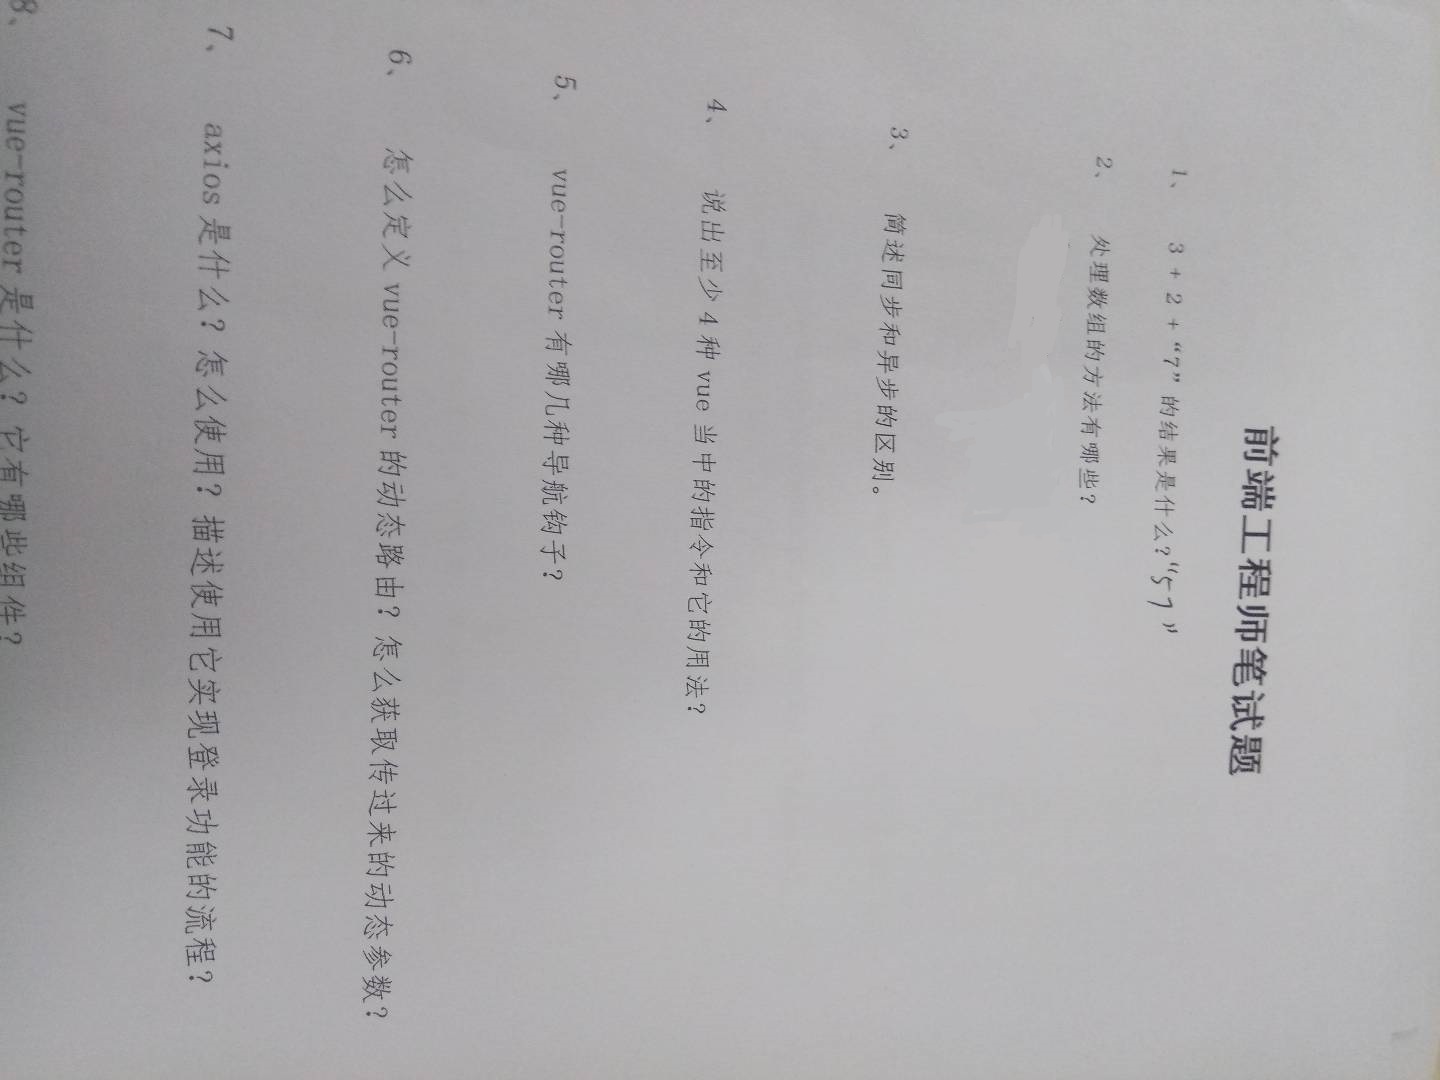 前端工程师笔试题
1、 3 + 2 + “7”的结果是什么？“57”
2、 处理数组的方法有哪些？
3、 简述同步和异步的区别。
4、 说出至少 4 种 vue 当中的指令和它的用法？
5、 vue-router 有哪几种导航钩子？
6、 怎么定义 vue-router 的动态路由？怎么获取传过来的动态参数？
7、 axios 是什么？怎么使用？描述使用它实现登录功能的流程？
8、 vue-router 是什么？它有哪些组件？